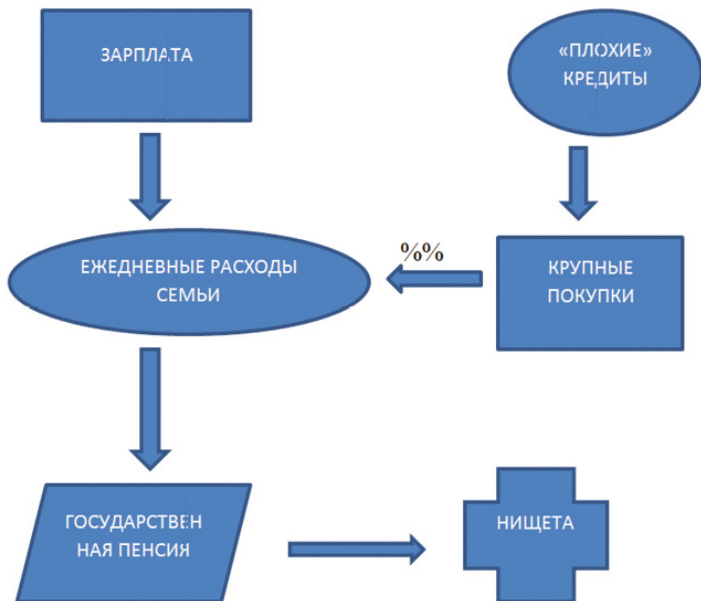 ЗАРПЛАТА
«ПЛОХИЕ»
КРЕДИТЫ
%%
ЕЖЕДНЕВНЫЕ РАСХОДЫ
СЕМЬИ
КРУПНЫЕ
ПОКУПКИ
ГОСУДАРСТВЕН
НАЯ ПЕНСИЯ
НИЩЕТА